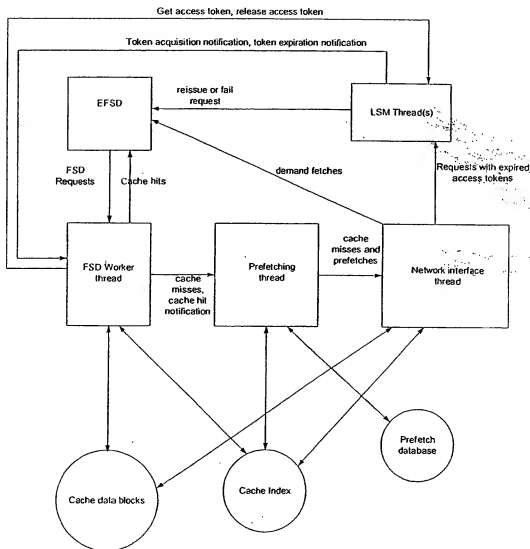 Get access token, release access token
Token acquisition notification, token expiration notification
EFSD
reissue or fail
request
LSM Thread(s)
FSD
Requests
Cache hits
demand fetches
Requests with expired
access tokens
FSD Worker
thread
cache
misses,
cache hit
notification
Prefetching
thread
cache
misses and
prefetches
Network interface
thread
Cache data blocks
Cache Index
Prefetch
database